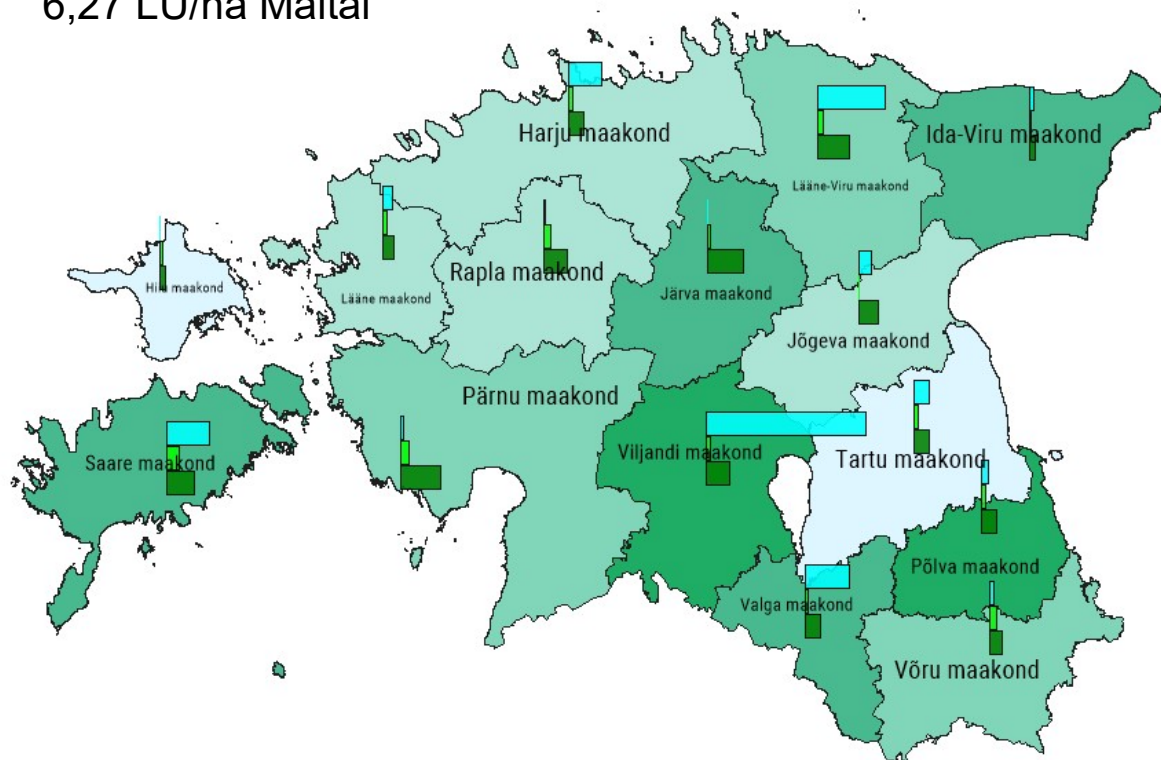 6,27 LU/ha Maltal
Harju maakond
Ida-Viru maakond
Lääne-Viru maakond
Rapla maakond
Hiiu maakond
Lääne maakond
Järva maakond
Jõgeva maakond
Pärnu maakond
Saare maakond
Viljandi maakond
Tartu maakond
Põlva maakond
Valga maakond
Võru maakond